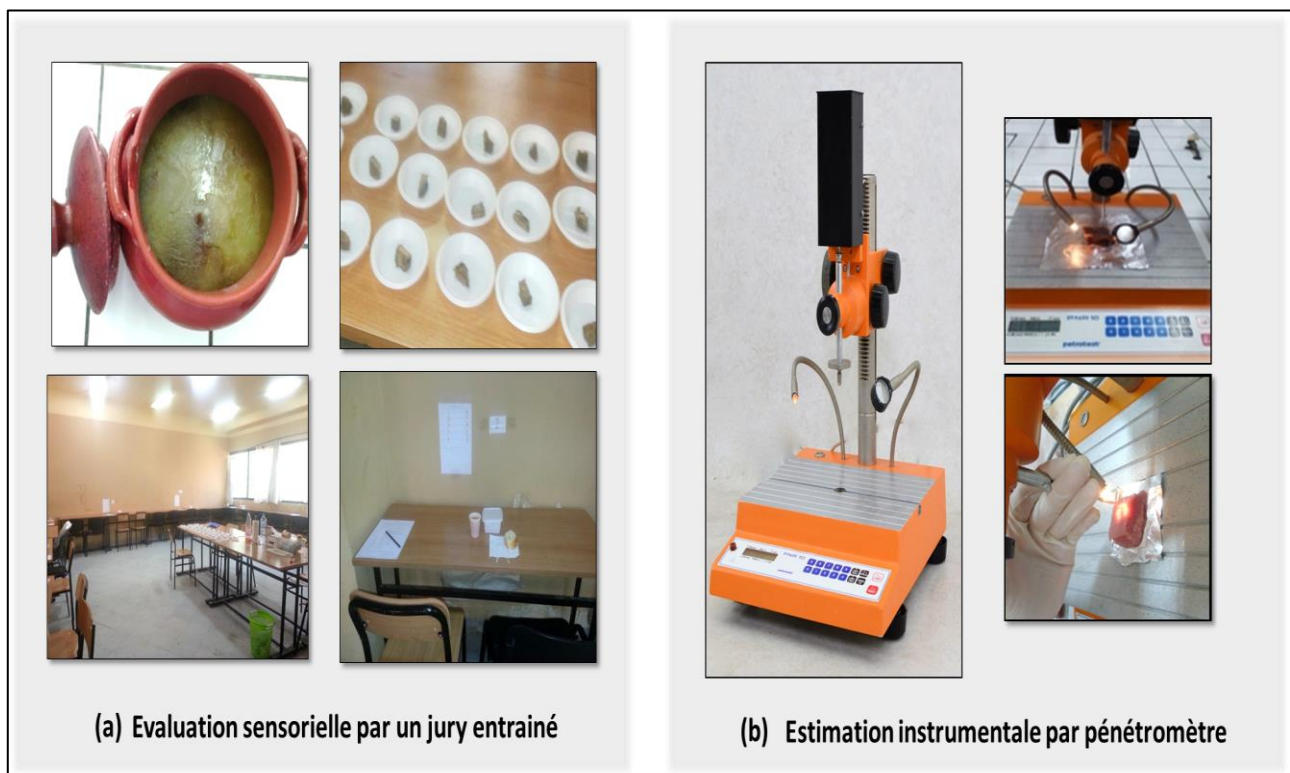 petrotest
(a) Evaluation sensorielle par un jury entrainé
(b) Estimation instrumentale par pénétromètre